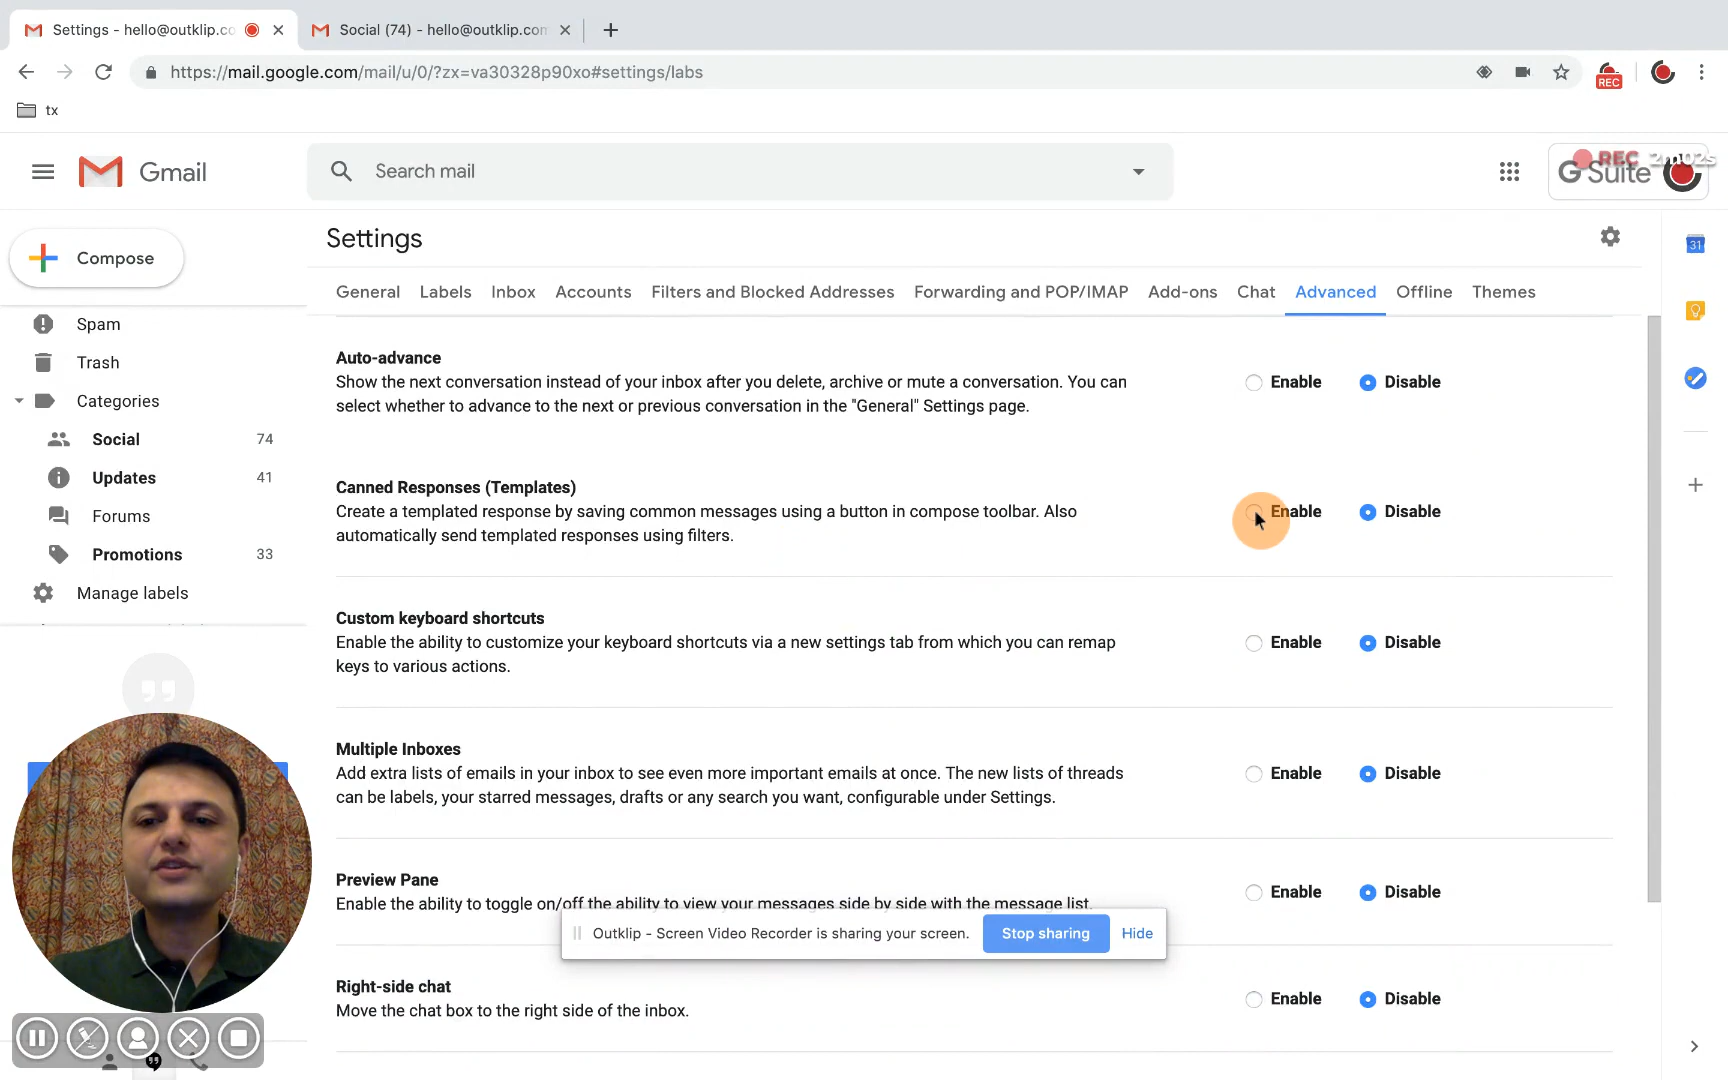 Settings - hello@outklip.co
Social (74) - hello@outklip.com
https://mail.google.com/mail/u/0/?zx=va30328p90xo#settings/labs
REC
tx
Gmail
Search mail
REC 2m02s
G Suite
Compose
Settings
31
General Labels Inbox Accounts Filters and Blocked Addresses Forwarding and POP/IMAP Add-ons Chat Advanced Offline Themes
Spam
Trash
Categories
Social 74
Updates 41
Forums
Promotions 33
Manage labels
Auto-advance
Show the next conversation instead of your inbox after you delete, archive or mute a conversation. You can
select whether to advance to the next or previous conversation in the "General" Settings page.
Enable Disable
Canned Responses (Templates)
Create a templated response by saving common messages using a button in compose toolbar. Also
automatically send templated responses using filters.
Enable Disable
Custom keyboard shortcuts
Enable the ability to customize your keyboard shortcuts via a new settings tab from which you can remap
keys to various actions.
Enable Disable
Multiple Inboxes
Add extra lists of emails in your inbox to see even more important emails at once. The new lists of threads
can be labels, your starred messages, drafts or any search you want, configurable under Settings.
Enable Disable
Preview Pane
Enable the ability to toggle on/off the ability to view your messages side by side with the message list.
Enable Disable
Outklip - Screen Video Recorder is sharing your screen. Stop sharing Hide
Right-side chat
Move the chat box to the right side of the inbox.
Enable Disable